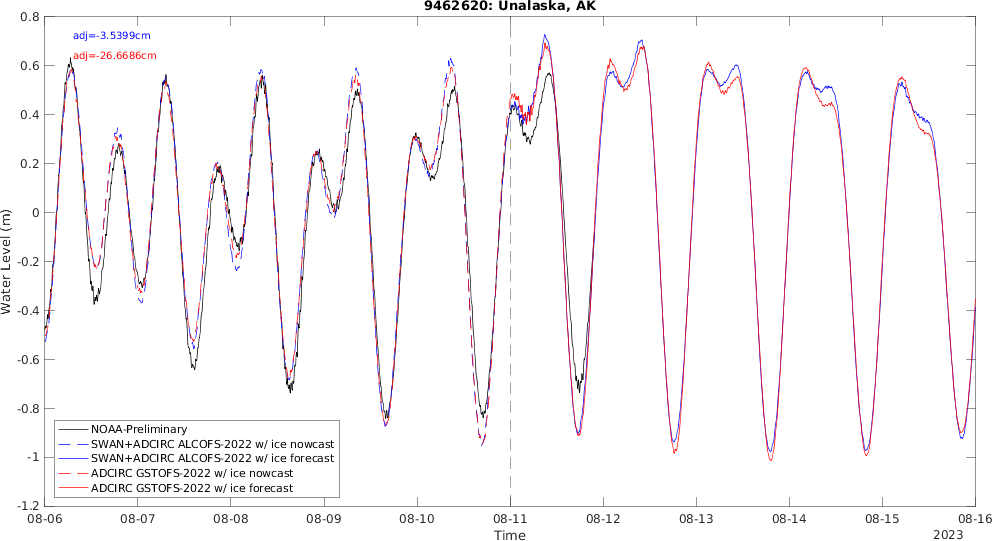 9462620: Unalaska, AK
adj=-3.5399cm
adj=-26.6686cm
Water Level (m)
0.8
0.6
0.4
0.2
0
-0.2
-0.4
-0.6
-0.8
-1
-1.2
NOAA-Preliminary
SWAN+ADCIRC ALCOFS-2022 w/ ice nowcast
SWAN+ADCIRC ALCOFS-2022 w/ ice forecast
ADCIRC GSTOFS-2022 w/ ice nowcast
ADCIRC GSTOFS-2022 w/ ice forecast
08-06 08-07 08-08 08-09 08-10 08-11 08-12 08-13 08-14 08-15 08-16
Time
2023